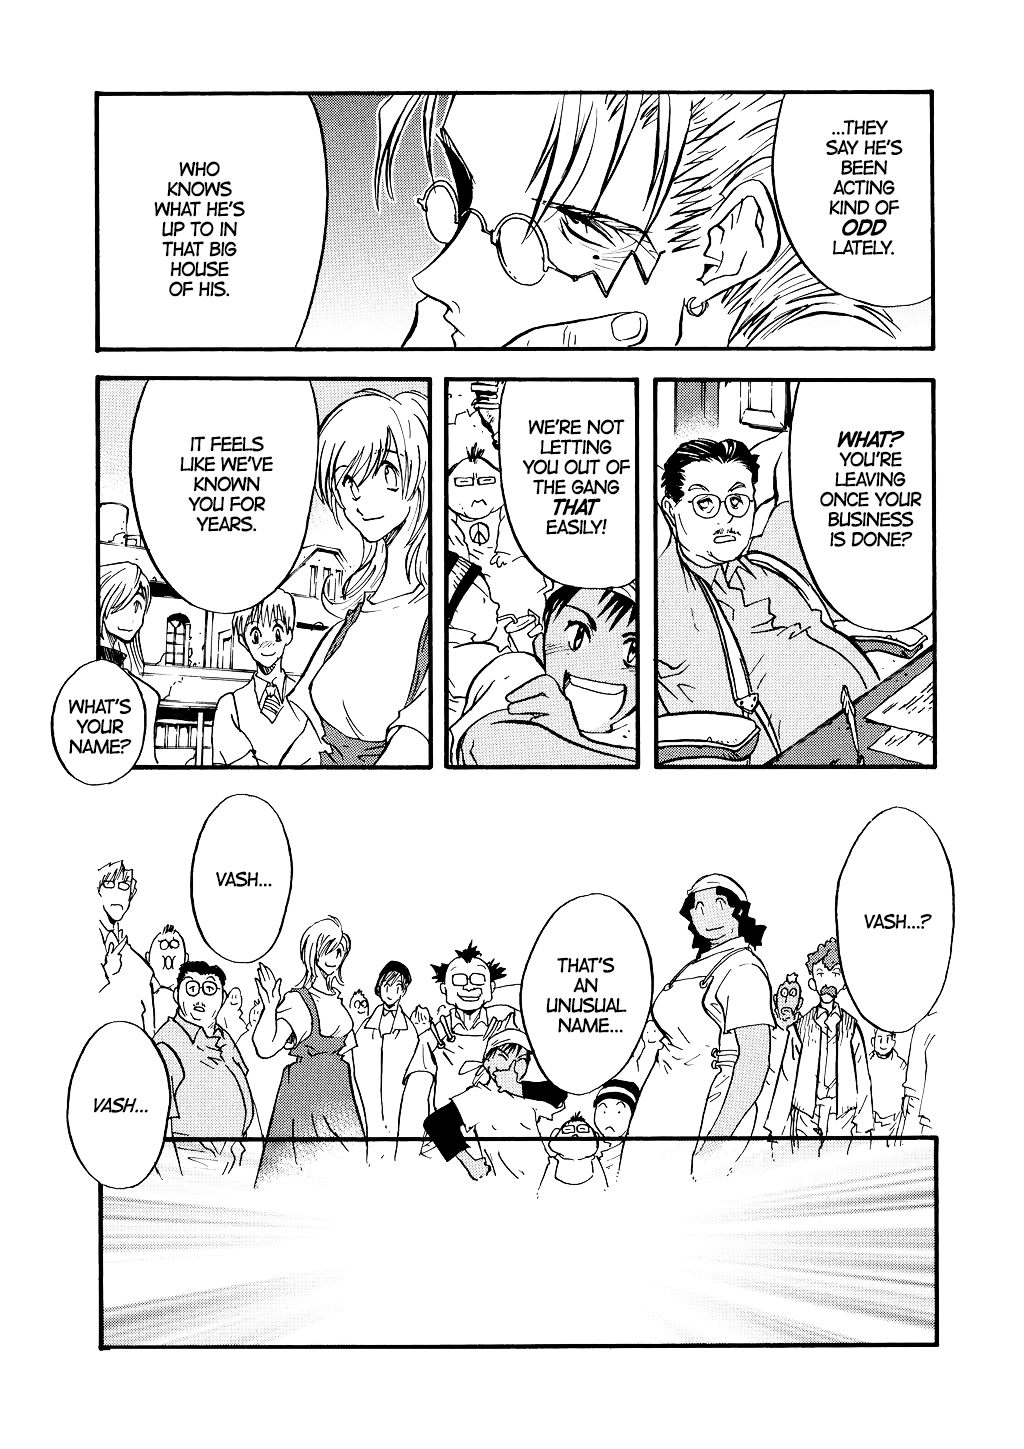 ...THEY
SAY HE'S
BEEN
ACTING
KIND OF
ODD
LATELY.
WHO
KNOWS
WHAT HE'S
UP TO IN
THAT BIG
HOUSE
OF HIS.
WHAT?
YOU'RE
LEAVING
ONCE YOUR
BUSINESS
IS DONE?
WE'RE NOT
LETTING
YOU OUT OF
THE GANG
THAT
EASILY!
IT FEELS
LIKE WE'VE
KNOWN
YOU FOR
YEARS.
WHAT'S
YOUR
NAME?
VASH...?
THAT'S
AN
UNUSUAL
NAME...
VASH...
VASH...